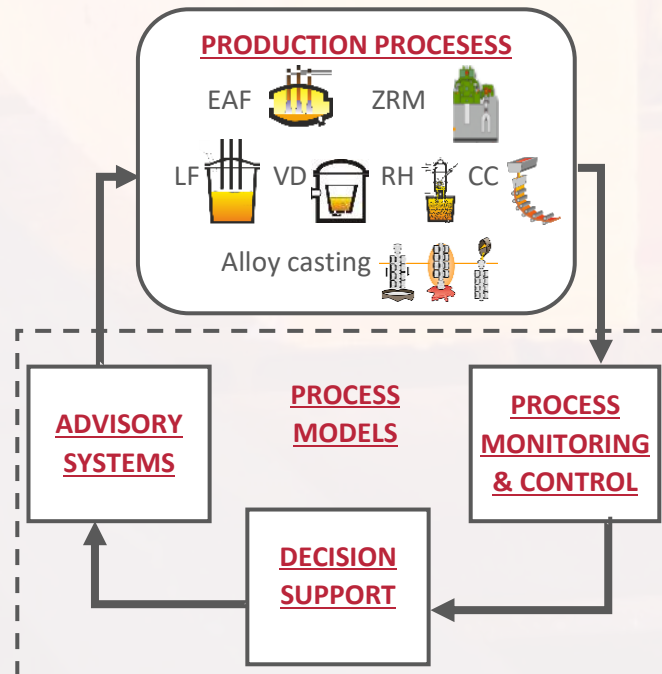 PRODUCTION PROCESESS
EAF ZRM
LF VD RH CC
Alloy casting
ADVISORY
SYSTEMS
PROCESS
MODELS
PROCESS
MONITORING
& CONTROL
DECISION
SUPPORT